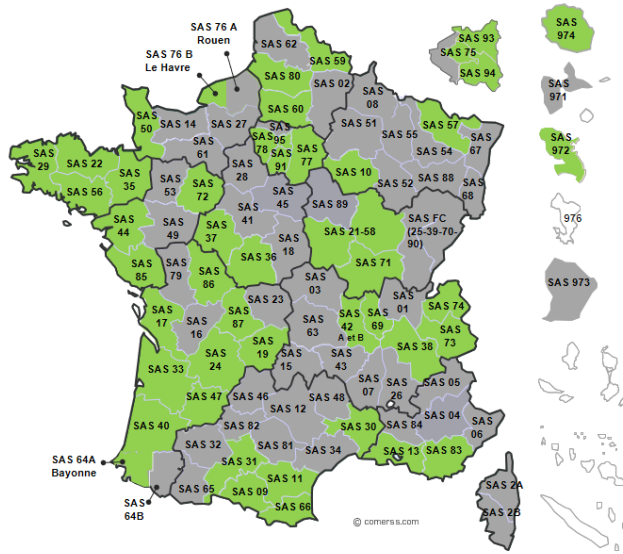 SAS 76 A
Rouen
SAS 76 B
Le Havre
SAS 62
SAS 59
SAS 80
SAS 02
SAS
08
SAS 60
SAS
50
SAS 14
SAS 27
SAS
61
SAS
95
SAS
78
SAS
91
SAS
77
SAS 51
SAS
55
SAS 57
SAS
67
SAS 54
SAS 88
SAS
68
SAS 52
SAS 10
SAS
29
SAS 22
SAS 56
SAS
35
SAS
53
SAS
72
SAS
28
SAS
45
SAS
41
SAS 89
SAS FC
(25-39-70-
90)
SAS 21-58
SAS 71
SAS
44
SAS
49
SAS
37
SAS 36
SAS
18
SAS
85
SAS
79
SAS
86
SAS
03
SAS
01
SAS 74
SAS
73
SAS
17
SAS
16
SAS
87
SAS 23
SAS
63
SAS
42
A et B
SAS
69
SAS 38
SAS
19
SAS
24
SAS
15
SAS
43
SAS
07
SAS
26
SAS 05
SAS 33
SAS 47
SAS 46
SAS 48
SAS 12
SAS 40
SAS 82
SAS 32
SAS 81
SAS 31
SAS 34
SAS 30
SAS 84
SAS 04
SAS
06
SAS 13
SAS 83
SAS 64A
Bayonne
SAS
64B
SAS 65
SAS
09
SAS 11
SAS 66
SAS 2A
SAS 2B
© comerss.com
SAS 93
SAS
75
SAS 94
SAS
974
SAS
971
SAS
972
976
SAS 973